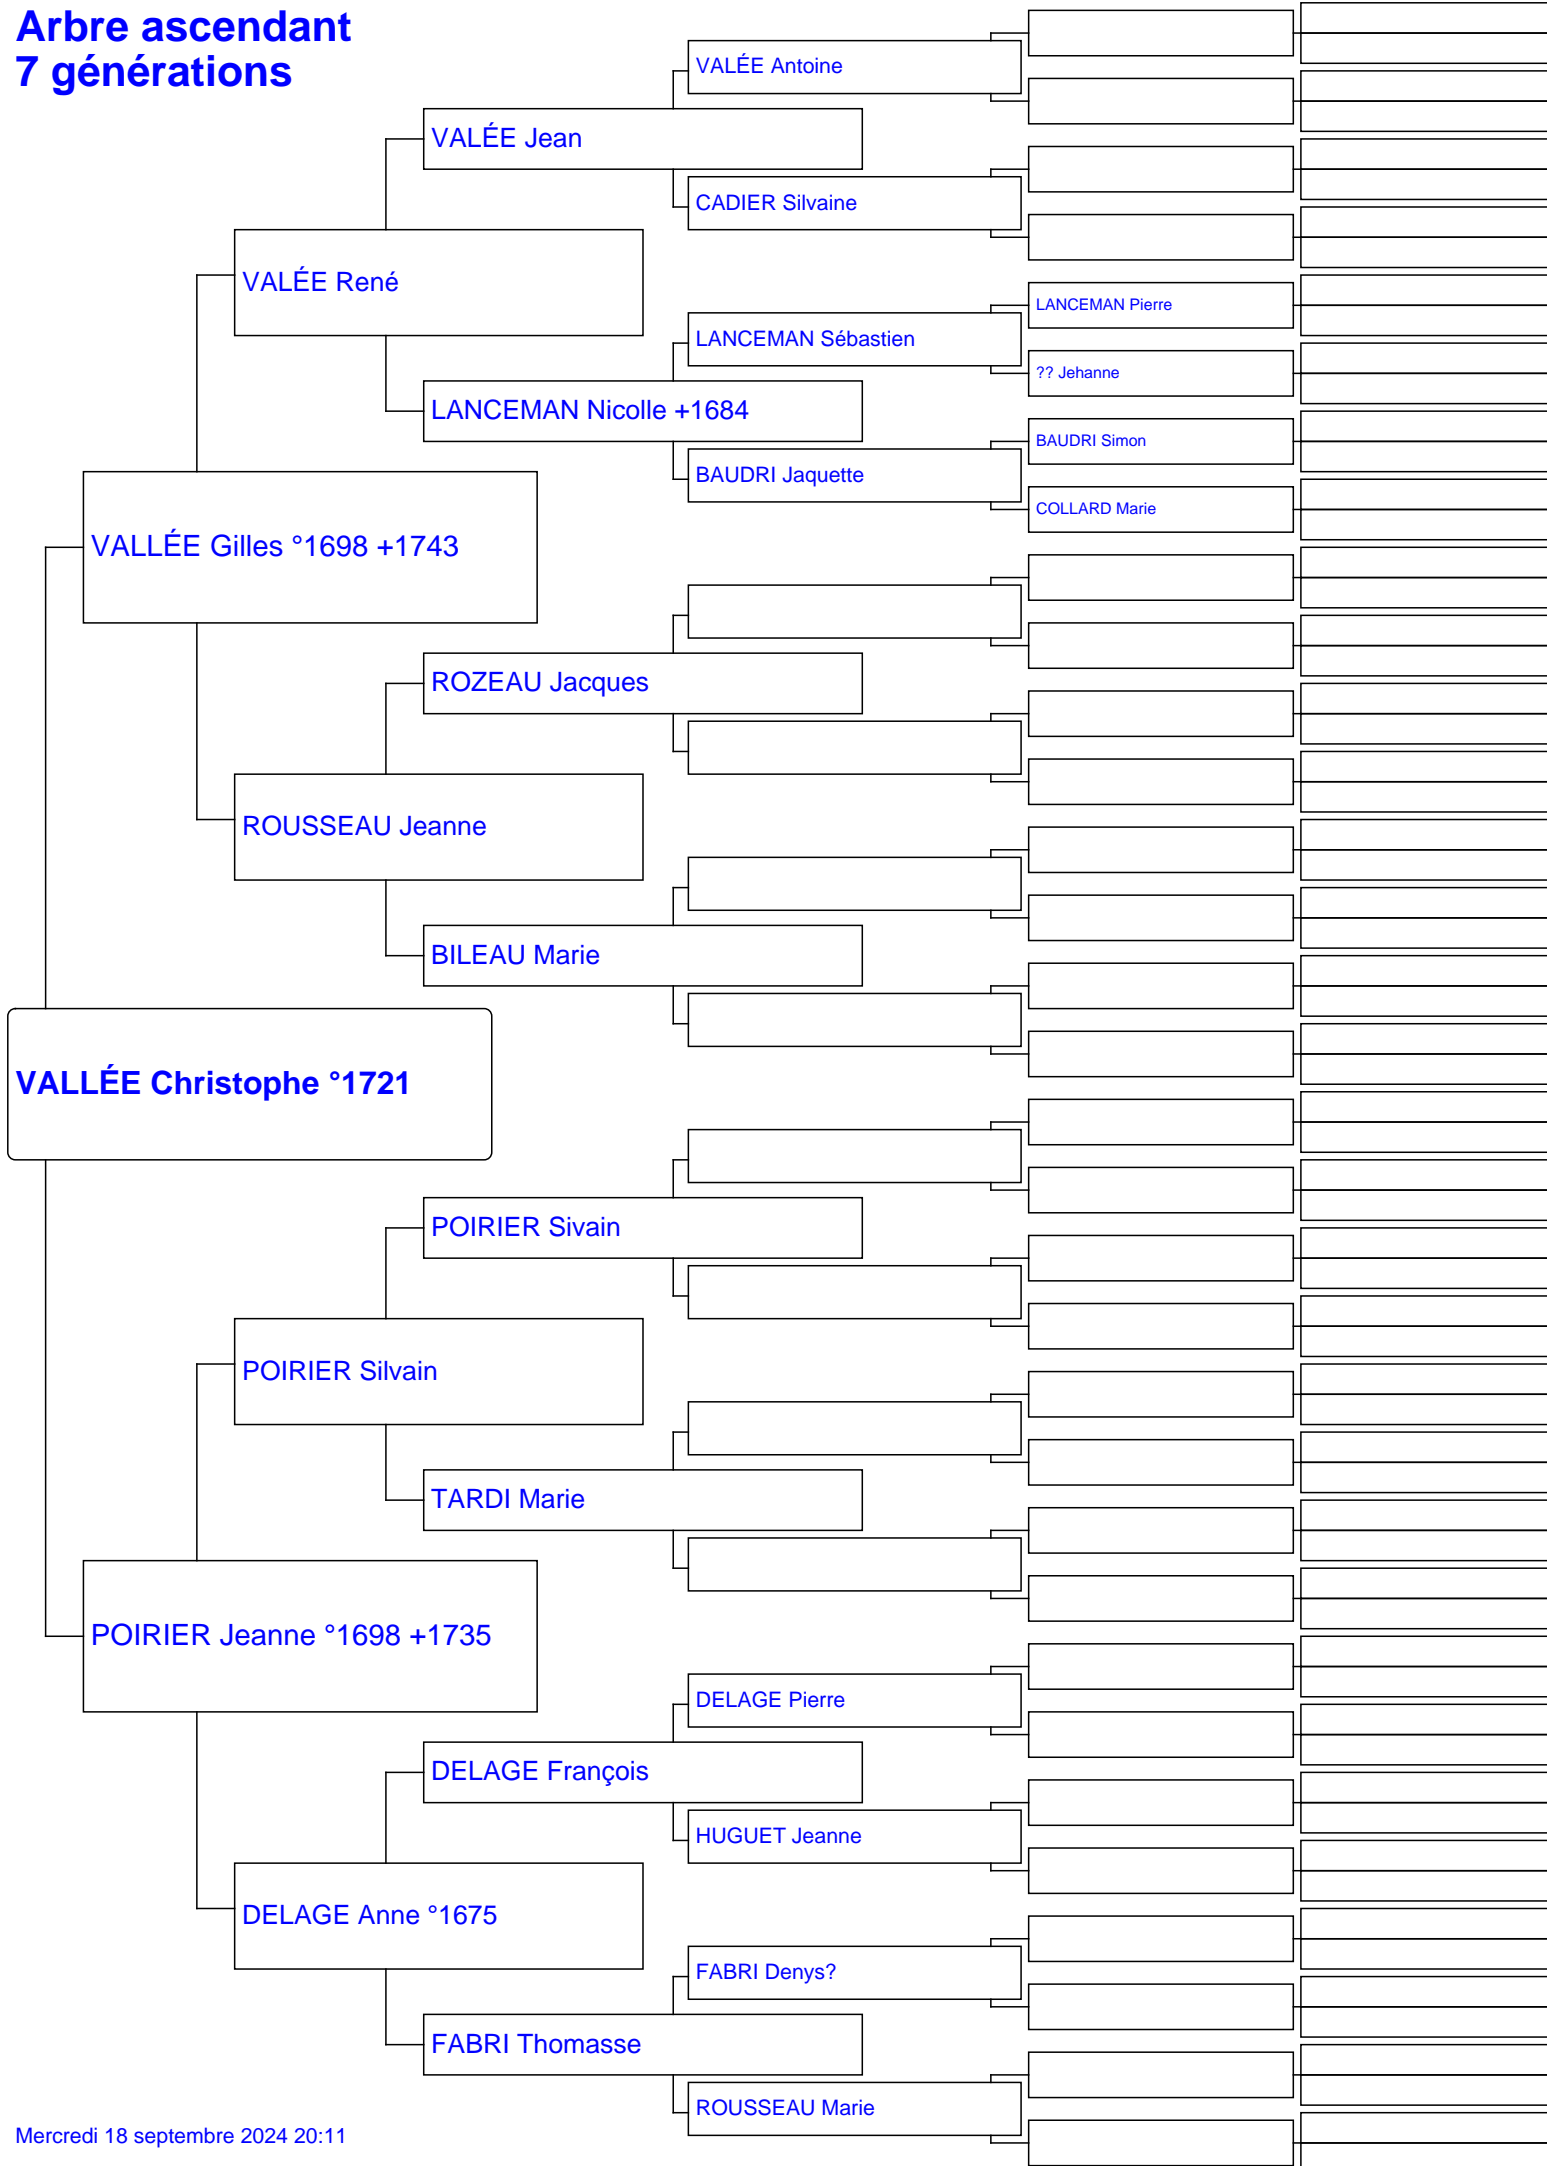 Arbre ascendant
7 générations
VALÉE Antoine
VALÉE Jean
CADIER Silvaine
VALÉE René
LANCEMAN Pierre
LANCEMAN Sébastien
?? Jehanne
LANCEMAN Nicolle +1684
BAUDRI Simon
BAUDRI Jaquette
COLLARD Marie
VALLÉE Gilles °1698 +1743
ROZEAU Jacques
ROUSSEAU Jeanne
BILEAU Marie
VALLÉE Christophe °1721
POIRIER Sivain
POIRIER Silvain
TARDI Marie
POIRIER Jeanne °1698 +1735
DELAGE Pierre
DELAGE François
HUGUET Jeanne
DELAGE Anne °1675
FABRI Denys?
FABRI Thomasse
ROUSSEAU Marie
Mercredi 18 septembre 2024 20:11